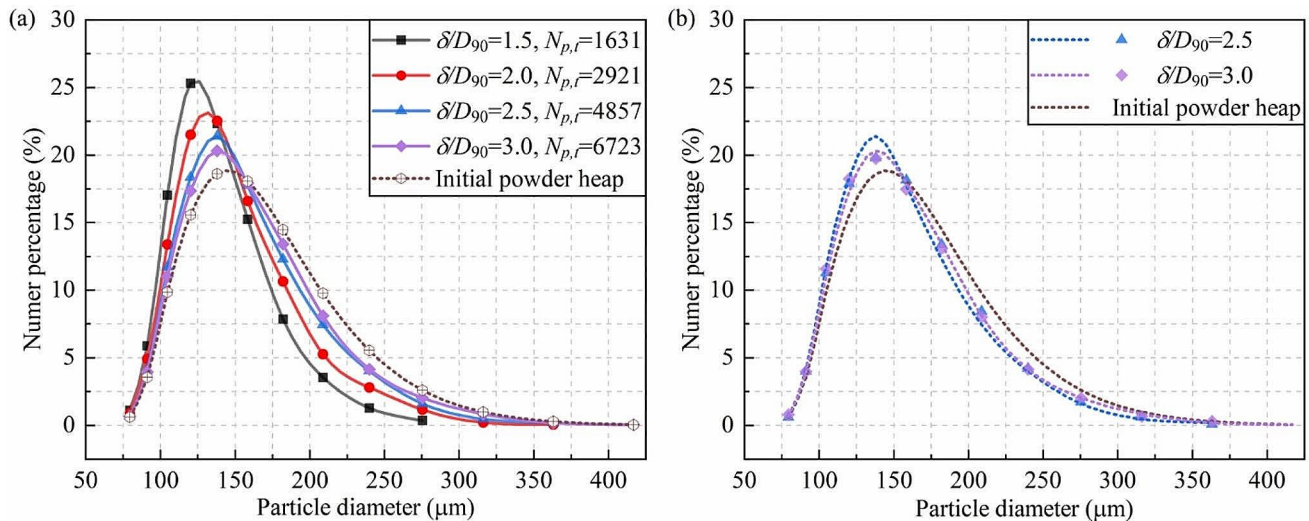 (a)
30
25
20
15
10
5
0
Numer percentage (%)
50 100 150 200 250 300 350 400
Particle diameter (μm)
δ/D90=1.5, Np,t=1631
δ/D90=2.0, Np,t=2921
δ/D90=2.5, Np,t=4857
δ/D90=3.0, Np,t=6723
Initial powder heap
(b)
30
25
20
15
10
5
0
Numer percentage (%)
50 100 150 200 250 300 350 400
Particle diameter (μm)
δ/D90=2.5
δ/D90=3.0
Initial powder heap